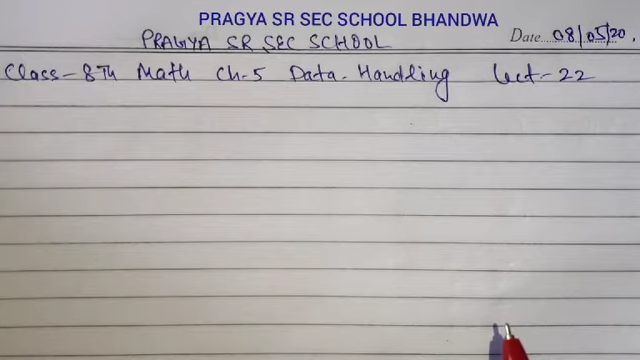 PRAGYA SR SEC SCHOOL BHANDWA
PRAGYA SR SEC SCHOOL
Date 08/05/20.
Class-8Th Math Ch-5 Data-Handling Lect-22